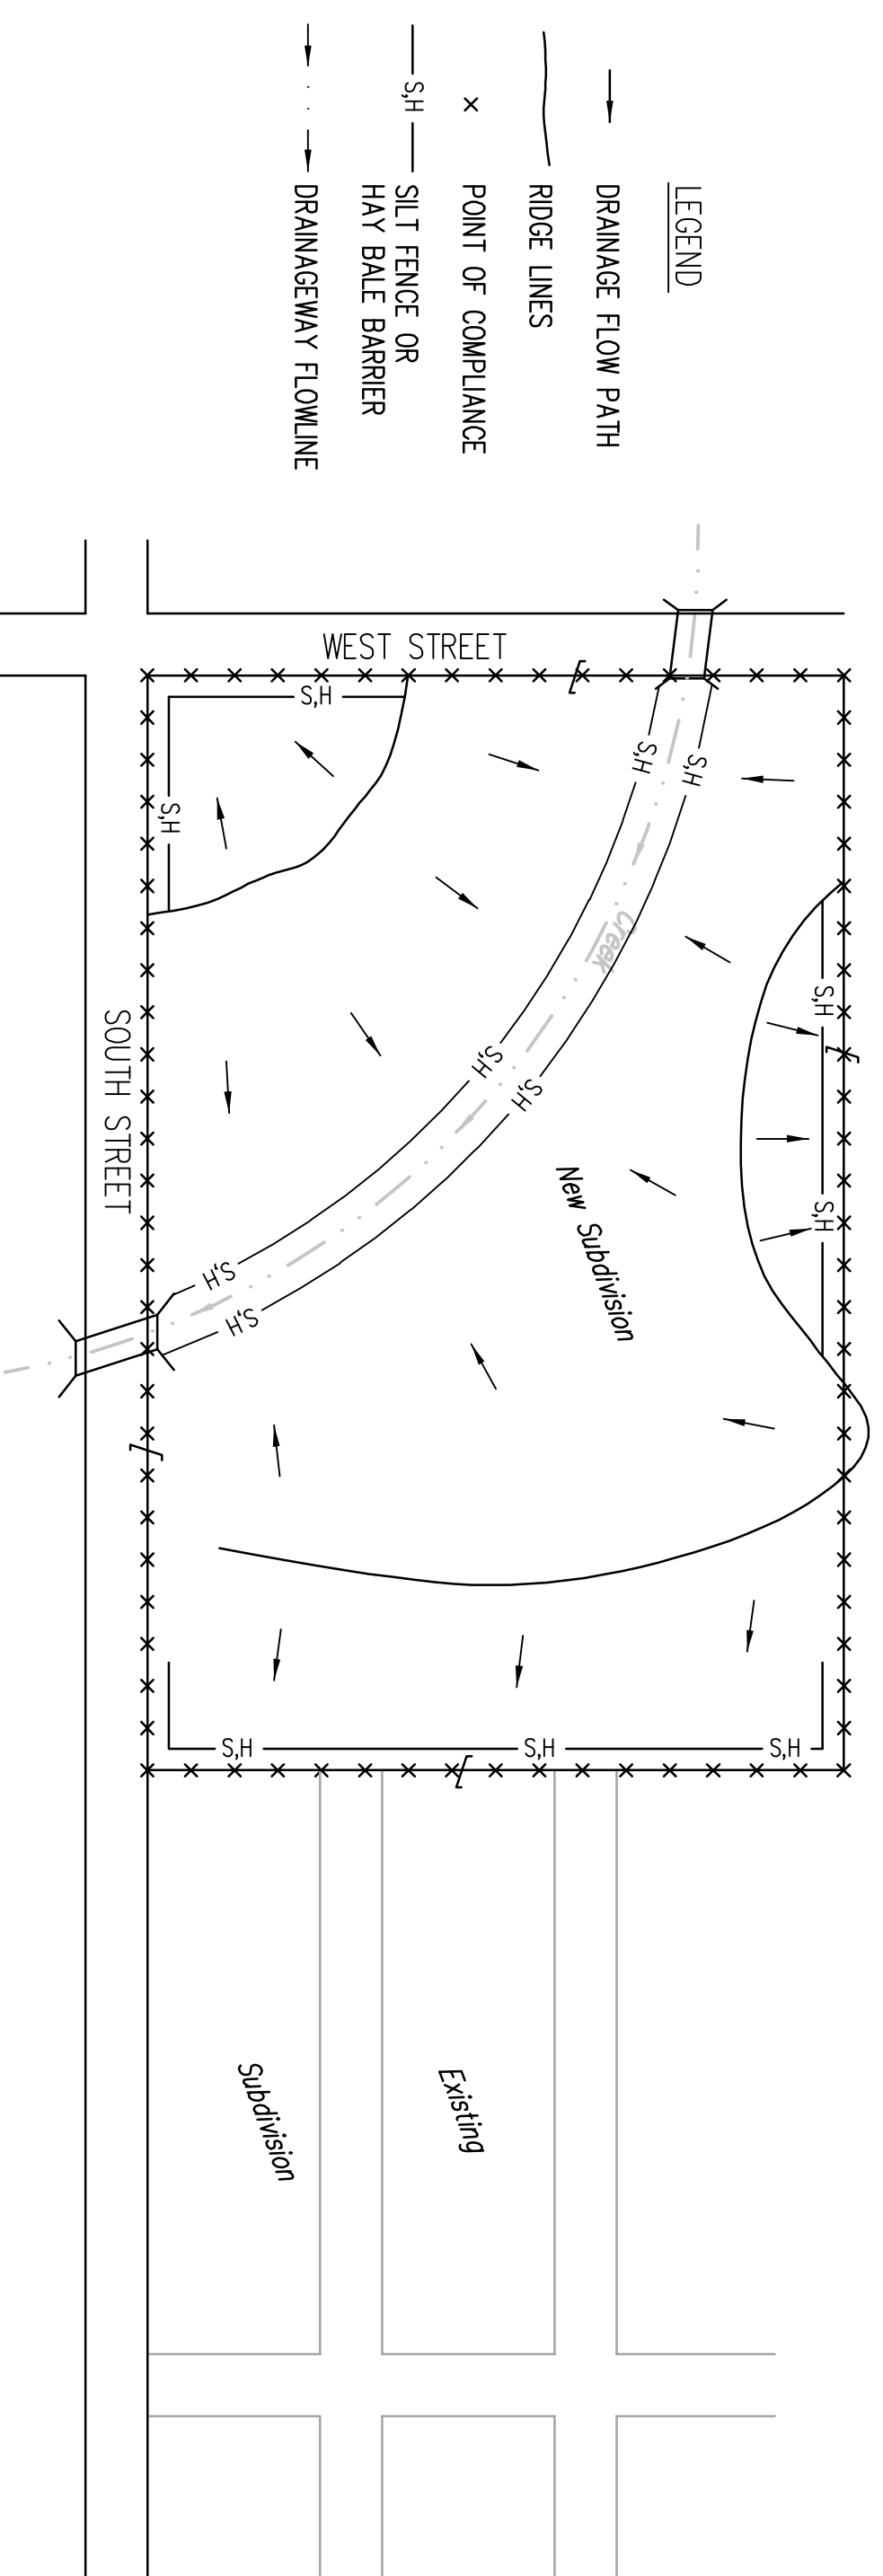 LEGEND
DRAINAGE FLOW PATH
RIDGE LINES
POINT OF COMPLIANCE
S,H
SILT FENCE OR
HAY BALE BARRIER
DRAINAGEWAY FLOWLINE
WEST STREET
S,H
S,H
S,H
S,H
Creek
S,H
S,H
S,H
S,H
New Subdivision
S,H
S,H
SOUTH STREET
S,H
S,H
S,H
Existing
Subdivision